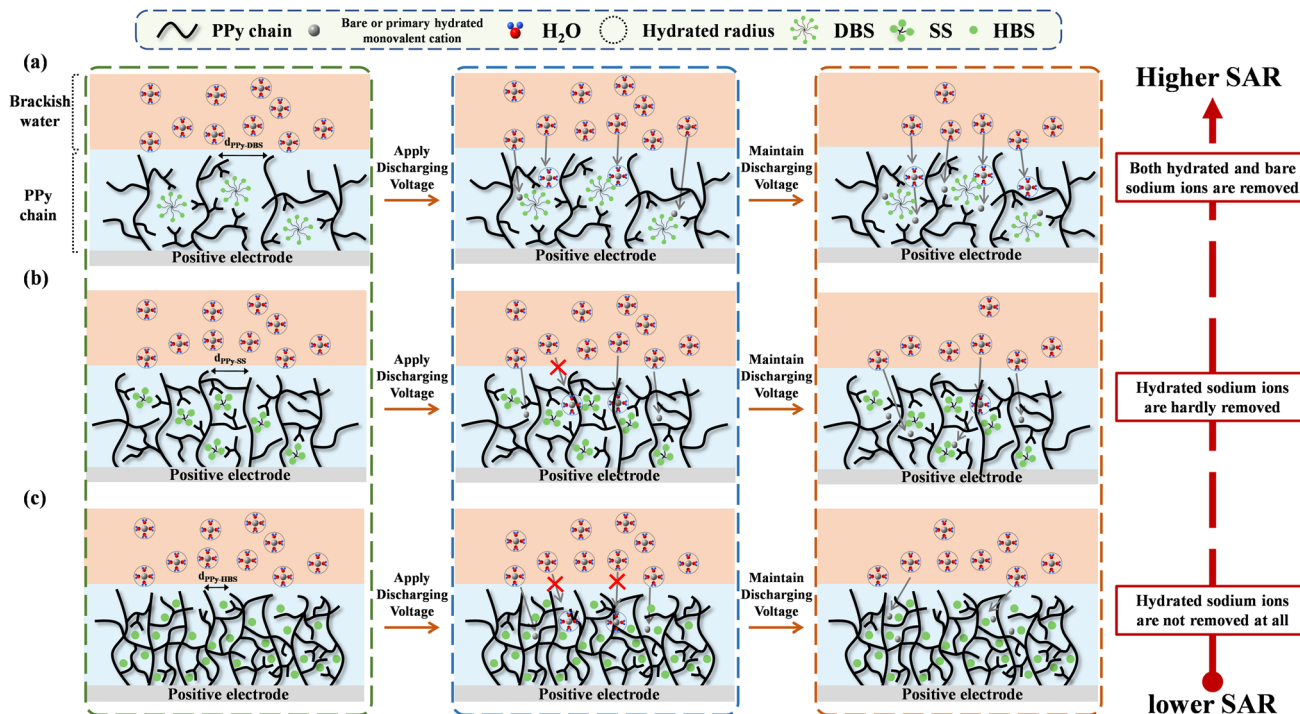 PPy chain
Bare or primary hydrated
monovalent cation
H2O
Hydrated radius
DBS
SS
HBS
(a)
Brackish
water
PPy
chain
dPPy-DBS
Positive electrode
Apply
Discharging
Voltage
Positive electrode
Maintain
Discharging
Voltage
Positive electrode
Higher SAR
Both hydrated and bare
sodium ions are removed
(b)
dPPy-SS
Positive electrode
Apply
Discharging
Voltage
Positive electrode
Maintain
Discharging
Voltage
Positive electrode
Hydrated sodium ions
are hardly removed
(c)
dPPy-HBS
Positive electrode
Apply
Discharging
Voltage
Positive electrode
Maintain
Discharging
Voltage
Positive electrode
Hydrated sodium ions
are not removed at all
lower SAR